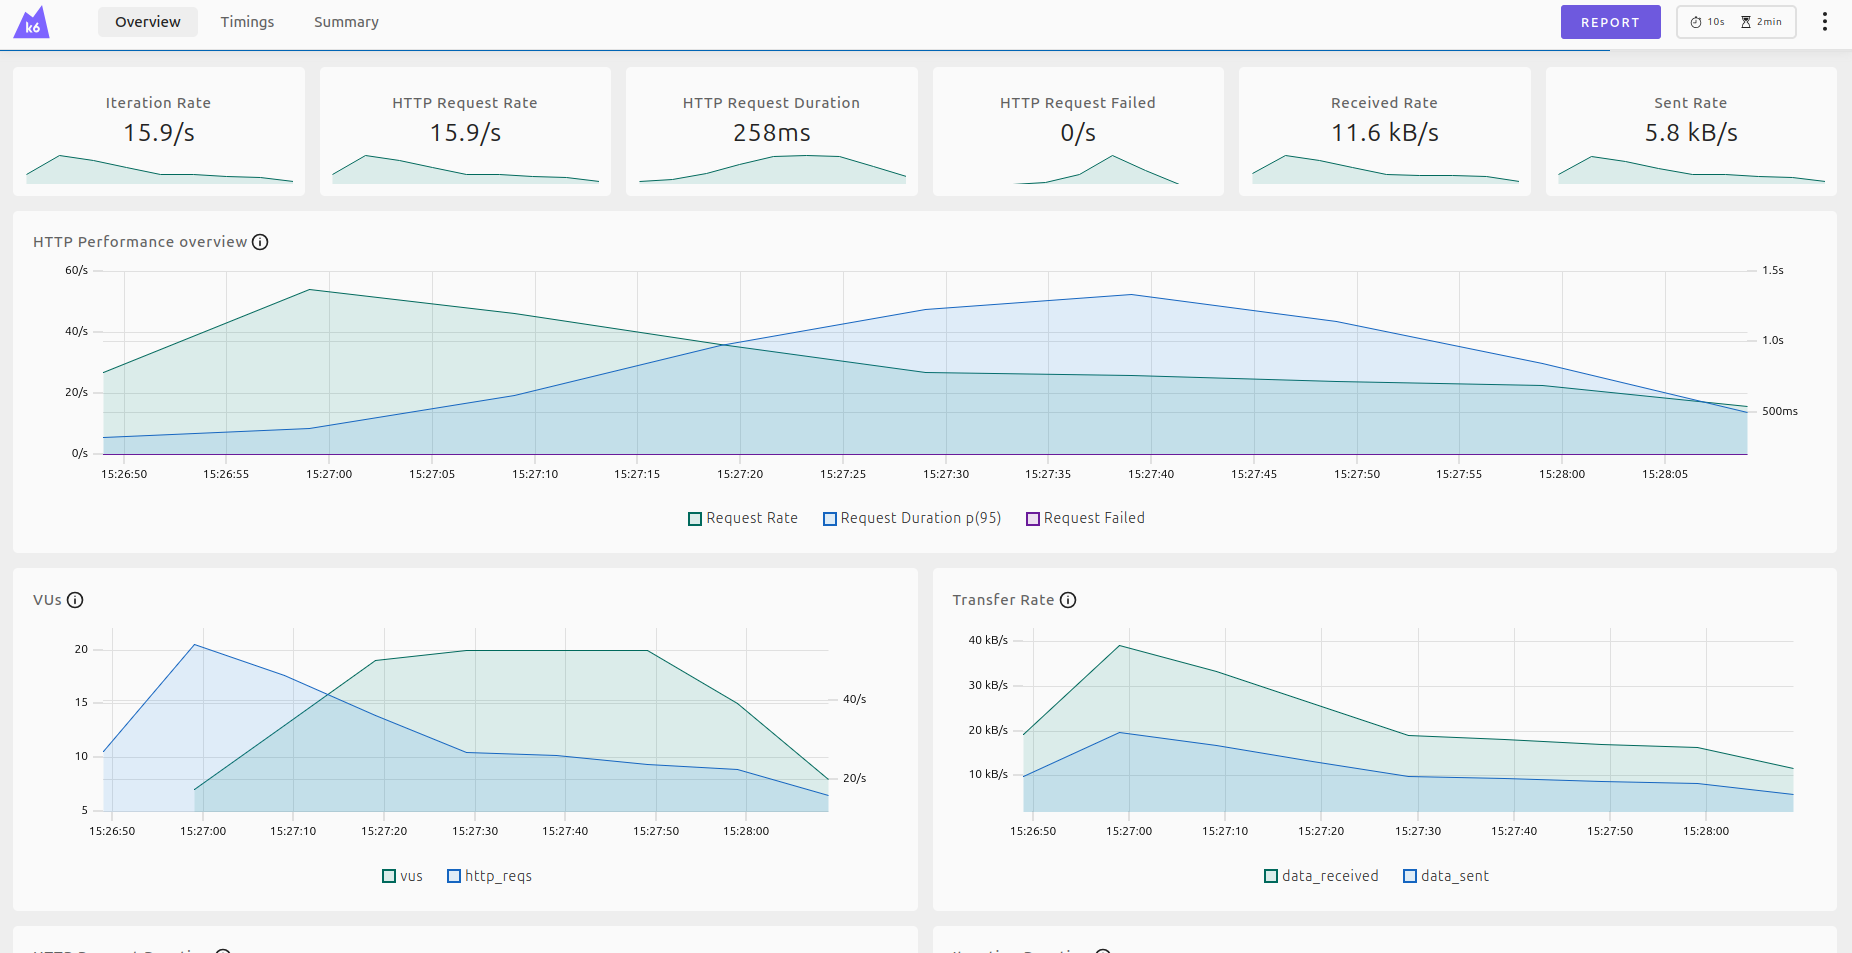 k6
Overview Timings Summary REPORT 10s 2min
Iteration Rate
15.9/s
HTTP Request Rate
15.9/s
HTTP Request Duration
258ms
HTTP Request Failed
0/s
Received Rate
11.6 kB/s
Sent Rate
5.8 kB/s
HTTP Performance overview
60/s 1.5s
40/s 1.0s
20/s 500ms
0/s
15:26:50 15:26:55 15:27:00 15:27:05 15:27:10 15:27:15 15:27:20 15:27:25 15:27:30 15:27:35 15:27:40 15:27:45 15:27:50 15:27:55 15:28:00 15:28:05
Request Rate Request Duration p(95) Request Failed
VUs
20
15 40/s
10 20/s
5
15:26:50 15:27:00 15:27:10 15:27:20 15:27:30 15:27:40 15:27:50 15:28:00
vus http_reqs
Transfer Rate
40 kB/s
30 kB/s
20 kB/s
10 kB/s
15:26:50 15:27:00 15:27:10 15:27:20 15:27:30 15:27:40 15:27:50 15:28:00
data_received data_sent